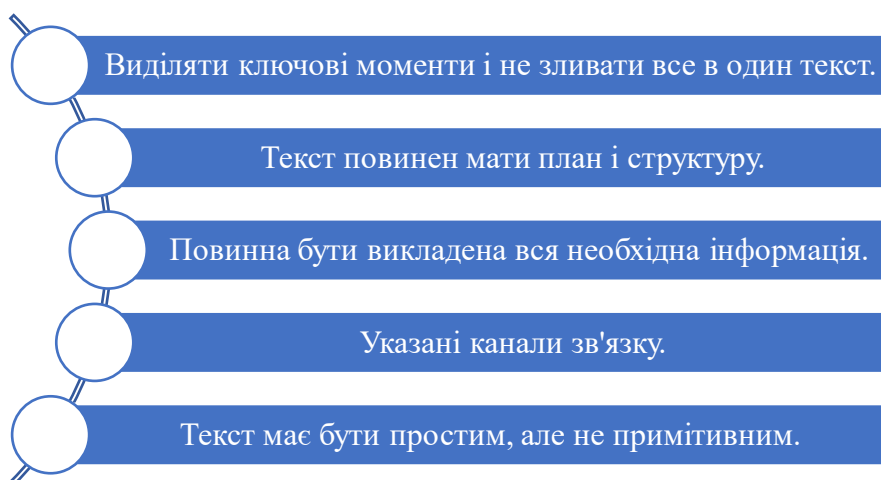 Виділяти ключові моменти і не зливати все в один текст.
Текст повинен мати план і структуру.
Повинна бути викладена вся необхідна інформація.
Указані канали зв'язку.
Текст має бути простим, але не примітивним.